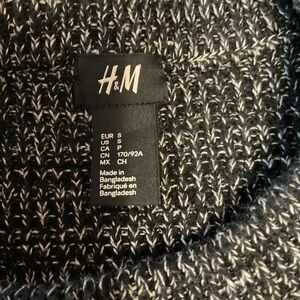 H&M
EUR S
US S
CA P
CN 170/92A
MX CH
Made in
Bangladesh
Fabriqué en
Bangladesh